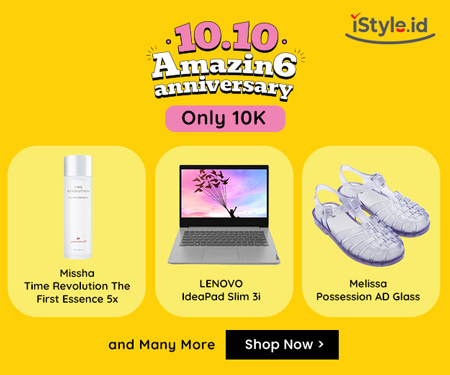 iStyle.id
10.10
Amazin6
anniversary
Only 10K
Missha
Time Revolution The
First Essence 5x
LENOVO
IdeaPad Slim 3i
Melissa
Possession AD Glass
and Many More
Shop Now >